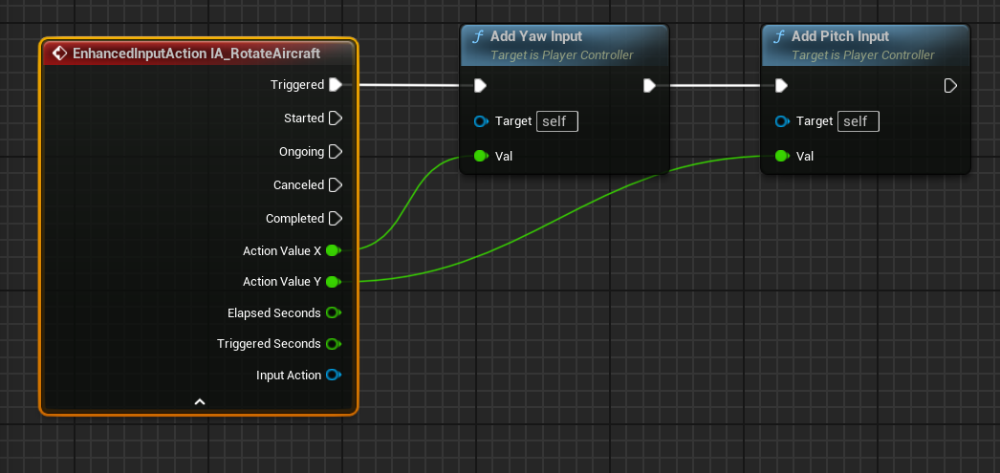 EnhancedInputAction IA_RotateAircraft
Triggered
Started
Ongoing
Canceled
Completed
Action Value X
Action Value Y
Elapsed Seconds
Triggered Seconds
Input Action
Add Yaw Input
Target is Player Controller
Target self
Val
Add Pitch Input
Target is Player Controller
Target self
Val